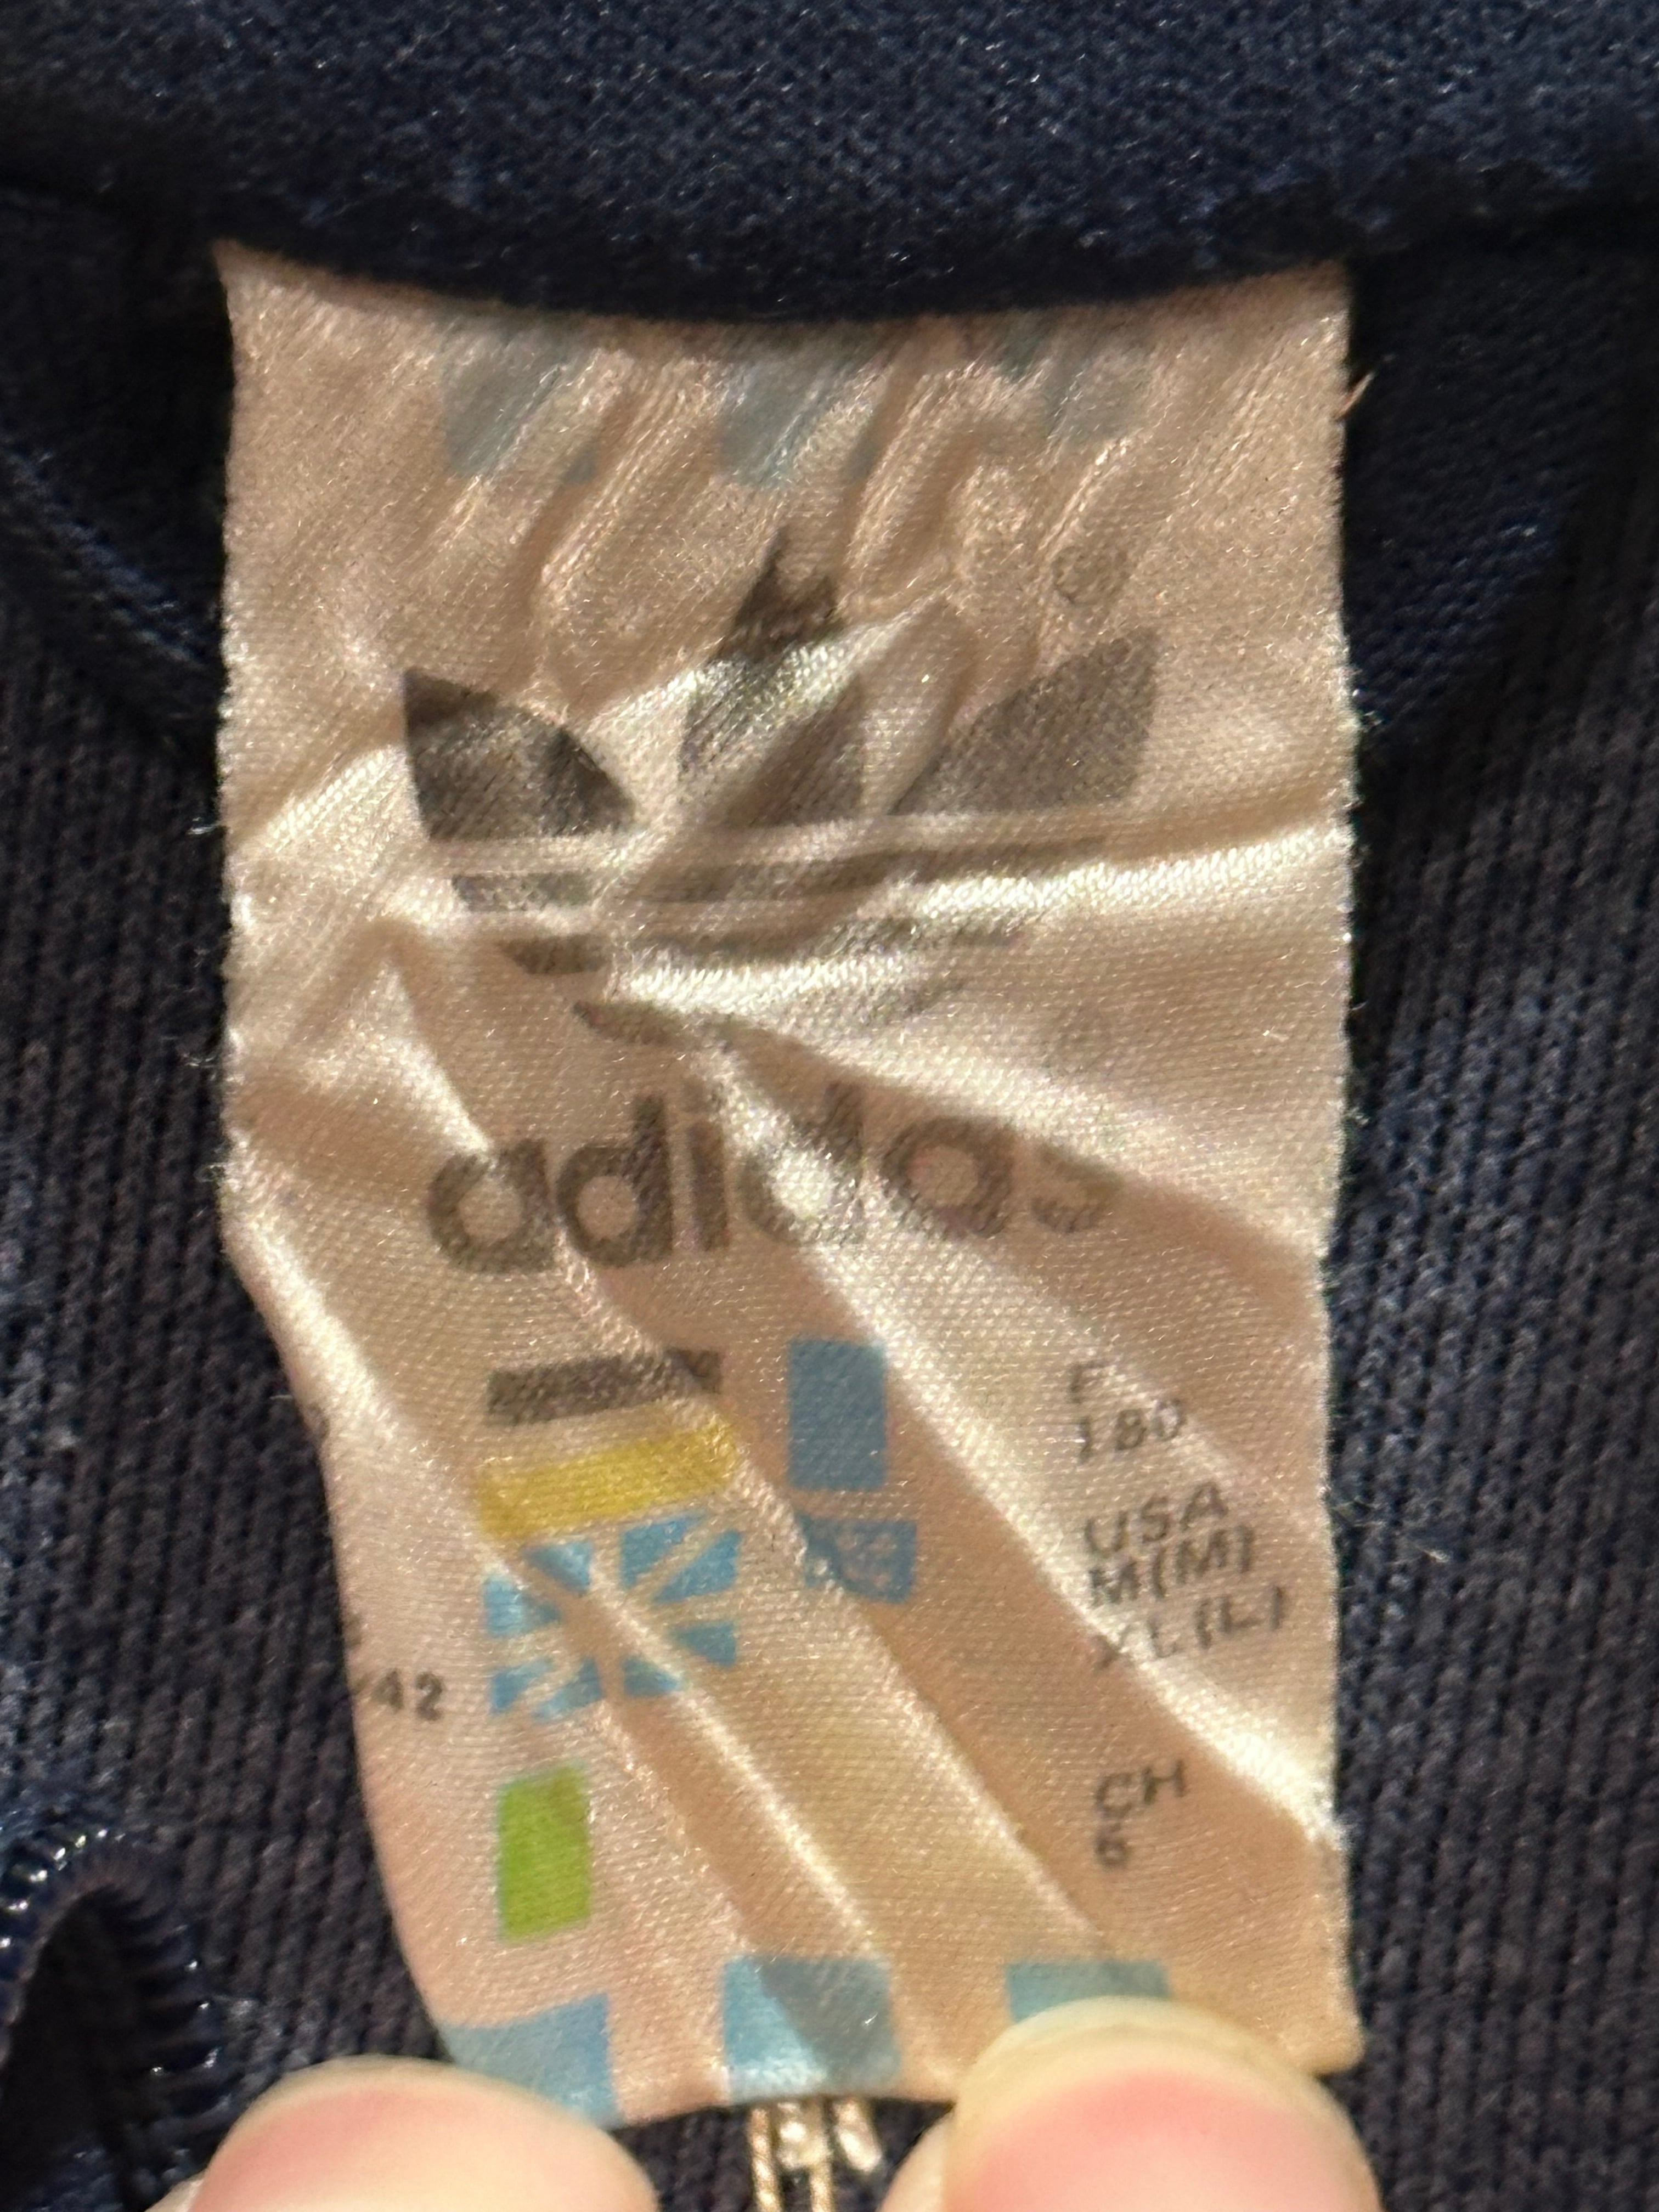 adidas
F
180
USA
M(M)
XL(L)
42
CH
6